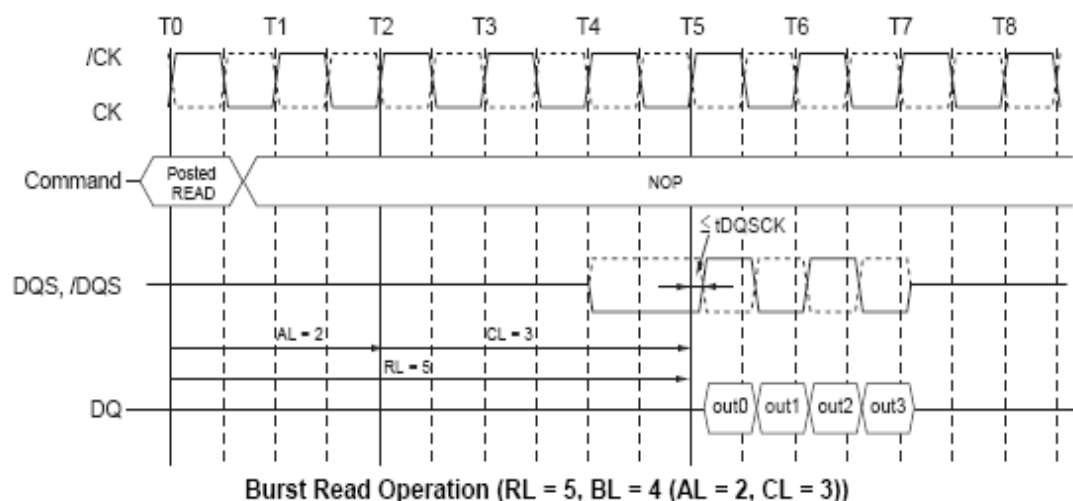 T0 T1 T2 T3 T4 T5 T6 T7 T8
/CK
CK
Command
Posted
READ
NOP
≤ tDQSCK
DQS, /DQS
AL = 2
CL = 3
RL = 5
DQ
out0 out1 out2 out3
Burst Read Operation (RL = 5, BL = 4 (AL = 2, CL = 3))